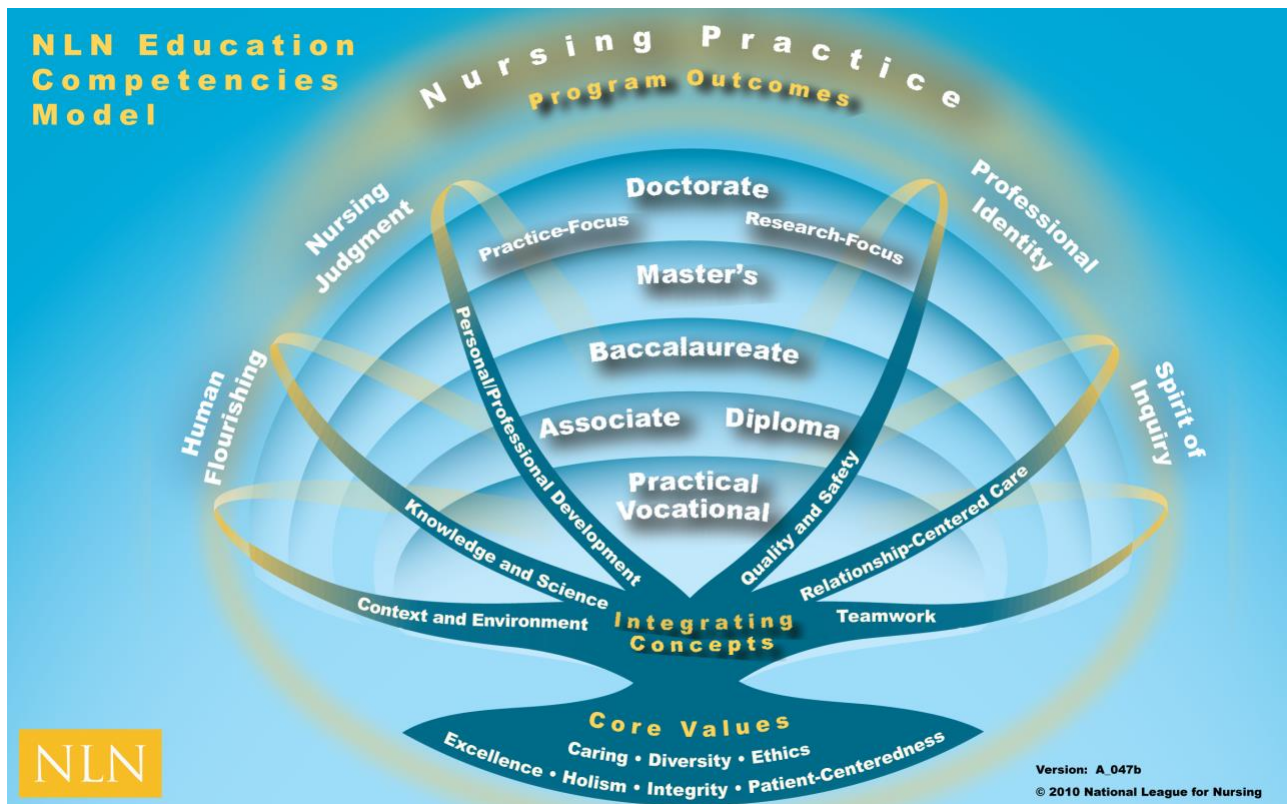 NLN Education
Competencies
Model
Nursing Practice
Program Outcomes
Human
Flourishing
Nursing
Judgment
Professional
Identity
Spirit of
Inquiry
Doctorate
Practice-Focus
Research-Focus
Master's
Baccalaureate
Associate
Diploma
Practical
Vocational
Context and Environment
Knowledge and Science
Personal/Professional Development
Quality and Safety
Relationship-Centered Care
Teamwork
Integrating
Concepts
Core Values
Caring • Diversity • Ethics
Excellence • Holism • Integrity • Patient-Centeredness
NLN
Version: A_047b
© 2010 National League for Nursing